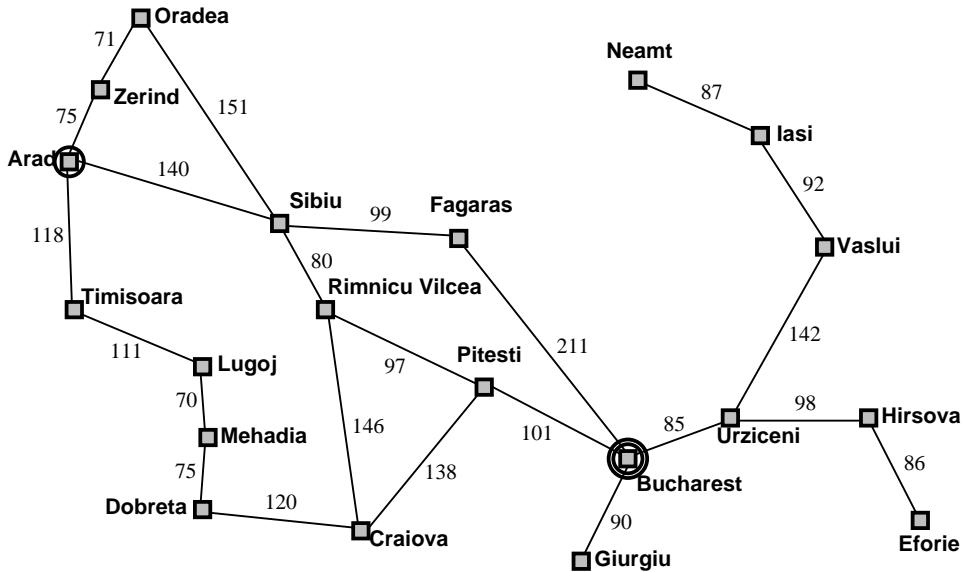 Oradea
71
Neamt
87
Zerind
151
75
Iasi
Arad
140
92
Sibiu
Fagaras
99
118
Vaslui
80
Timisoara
Rimnicu Vilcea
142
111
211
Pitesti
Lugoj
97
70
98
Hirsova
85
Urziceni
146
101
Mehadia
86
138
75
Bucharest
120
Dobreta
90
Craiova
Eforie
Giurgiu